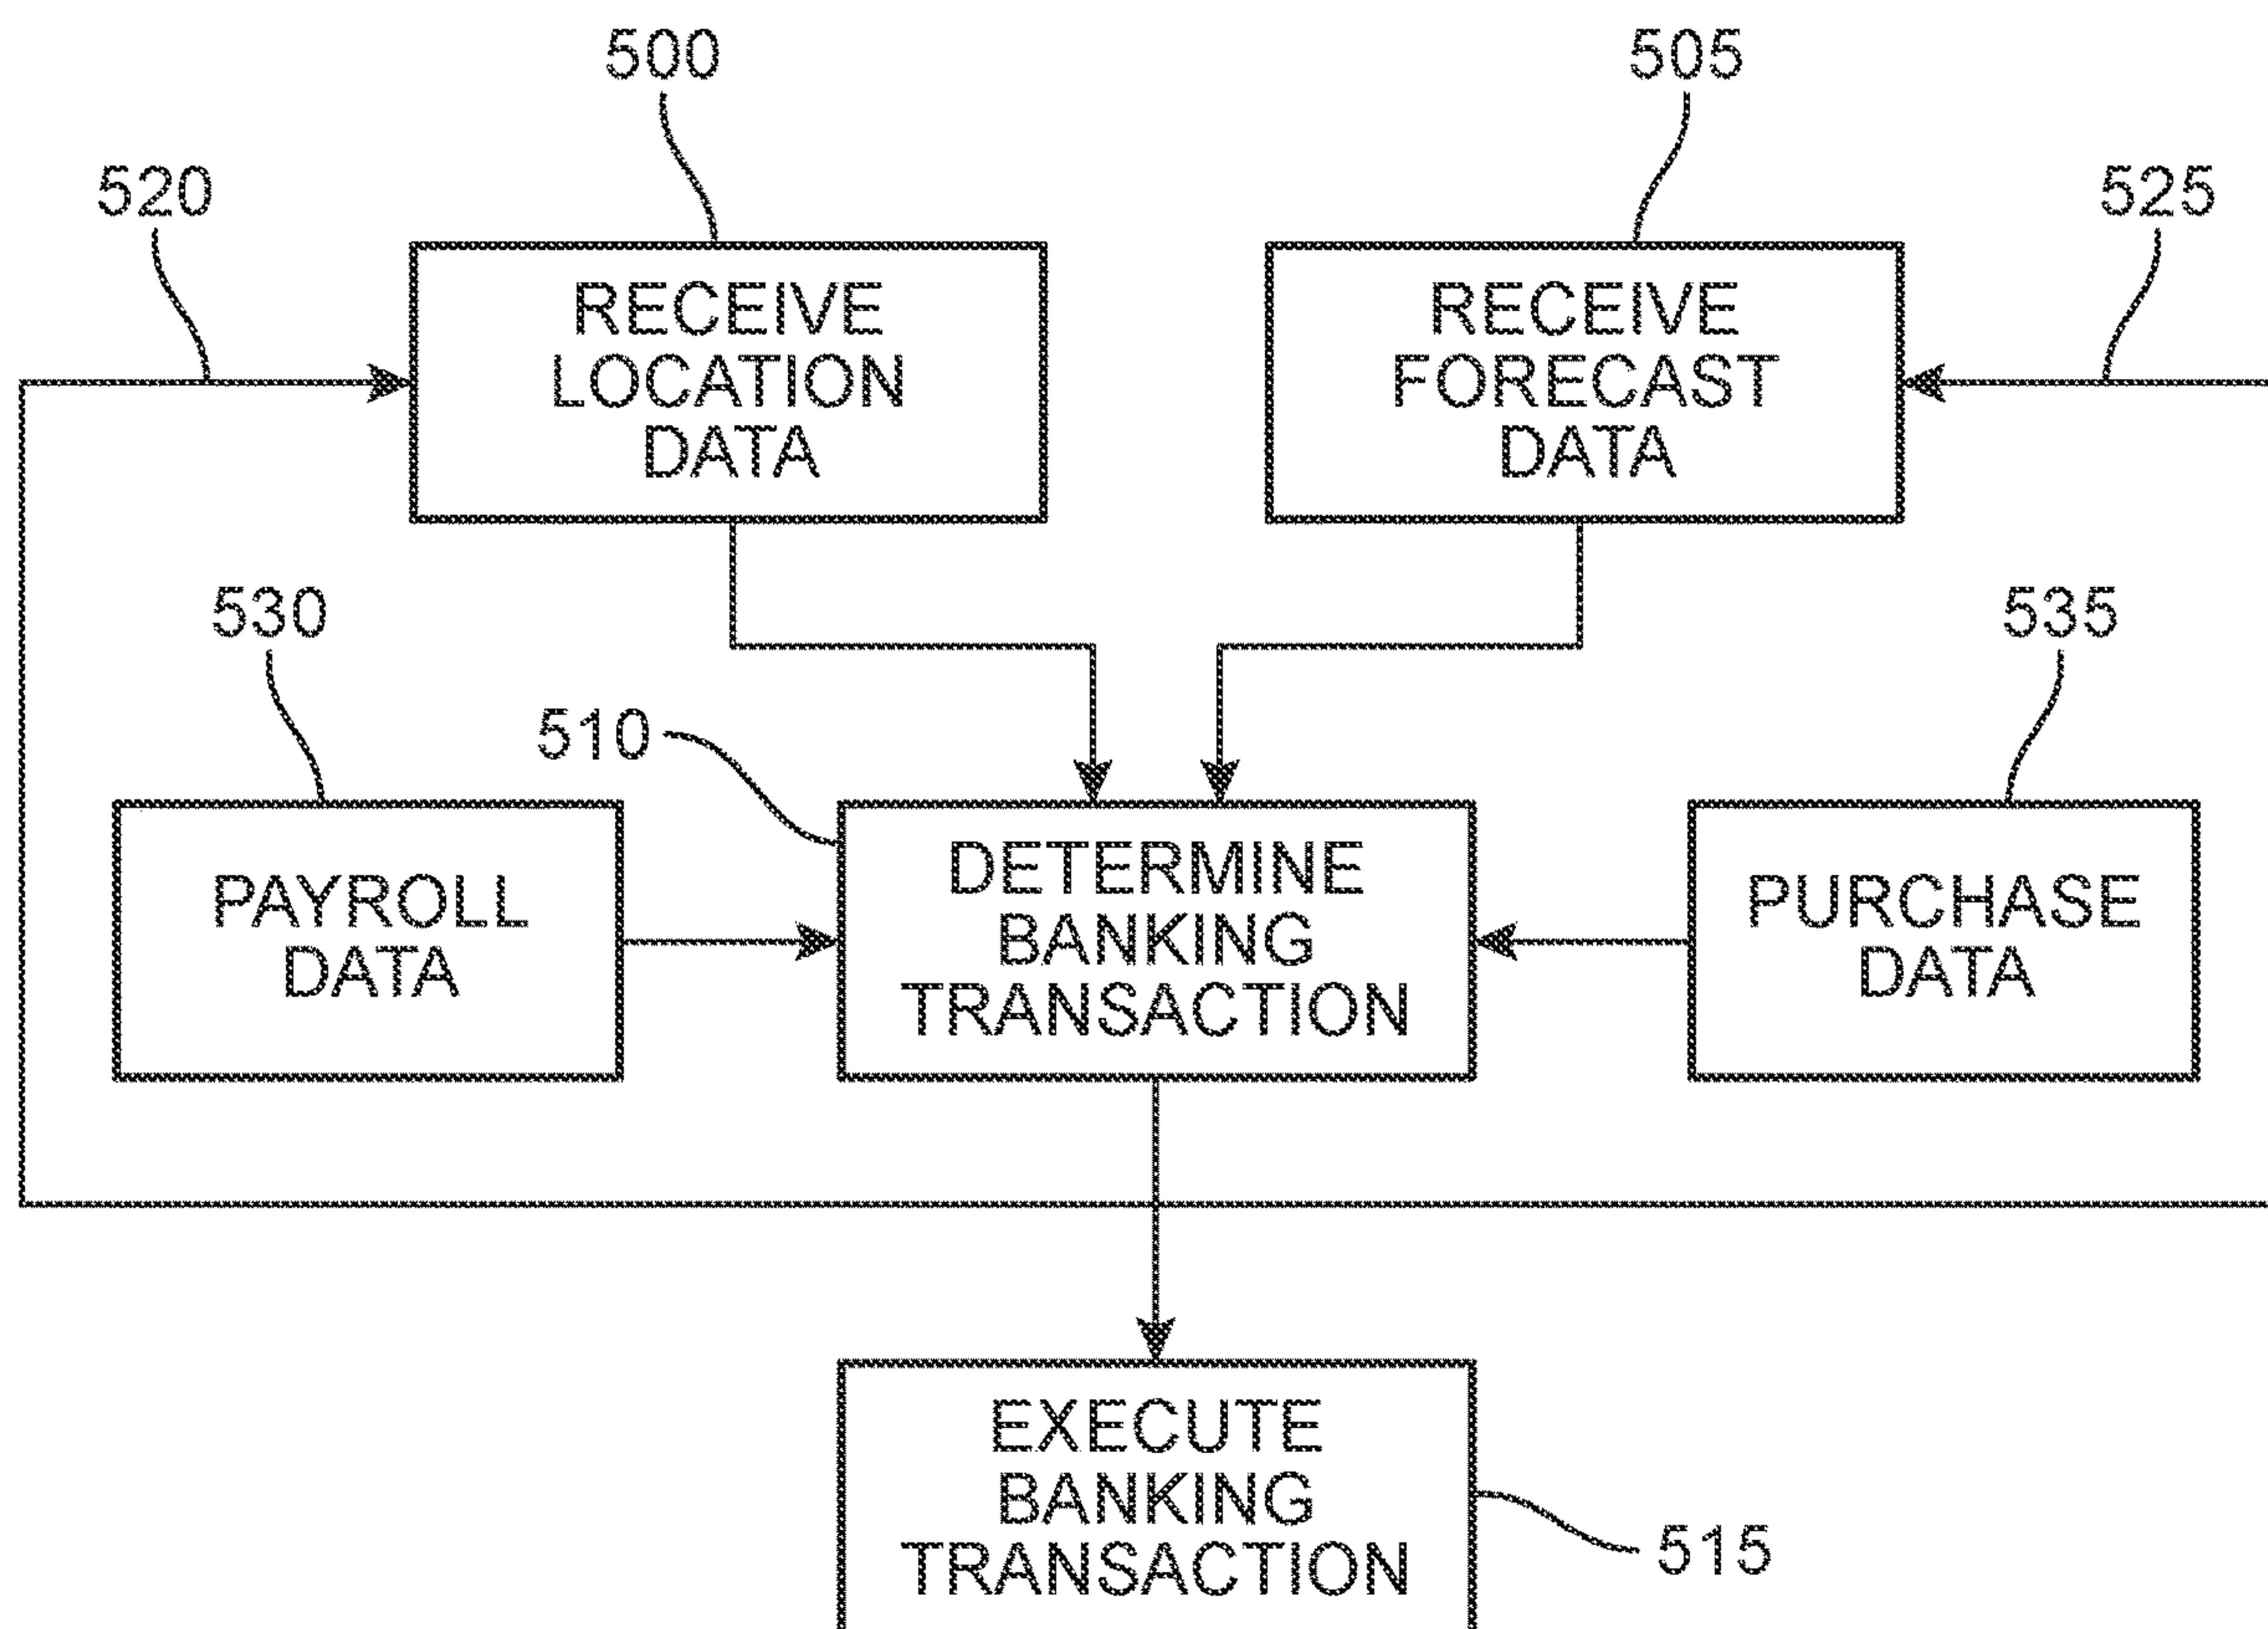 500
505
520
525
RECEIVE
LOCATION
DATA
RECEIVE
FORECAST
DATA
530
535
510
PAYROLL
DATA
DETERMINE
BANKING
TRANSACTION
PURCHASE
DATA
EXECUTE
BANKING
TRANSACTION
515